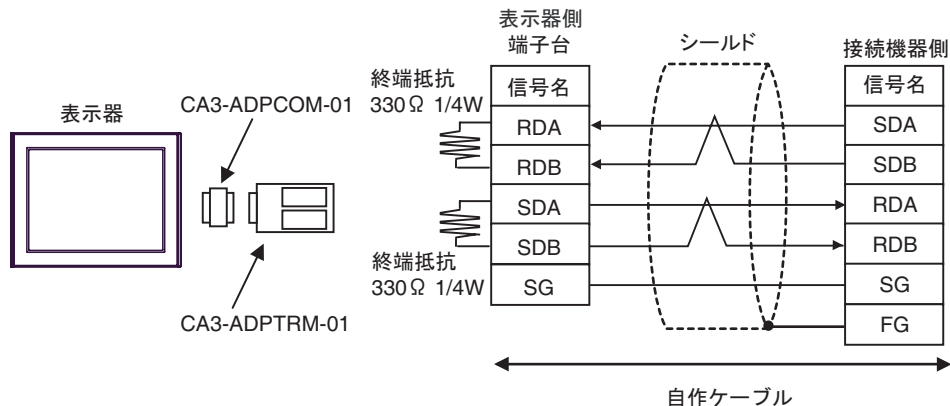 表示器
CA3-ADPCOM-01
CA3-ADPTRM-01
終端抵抗
330Ω 1/4W
終端抵抗
330Ω 1/4W
表示器側
端子台
信号名
RDA
RDB
SDA
SDB
SG
シールド
接続機器側
信号名
SDA
SDB
RDA
RDB
SG
FG
自作ケーブル